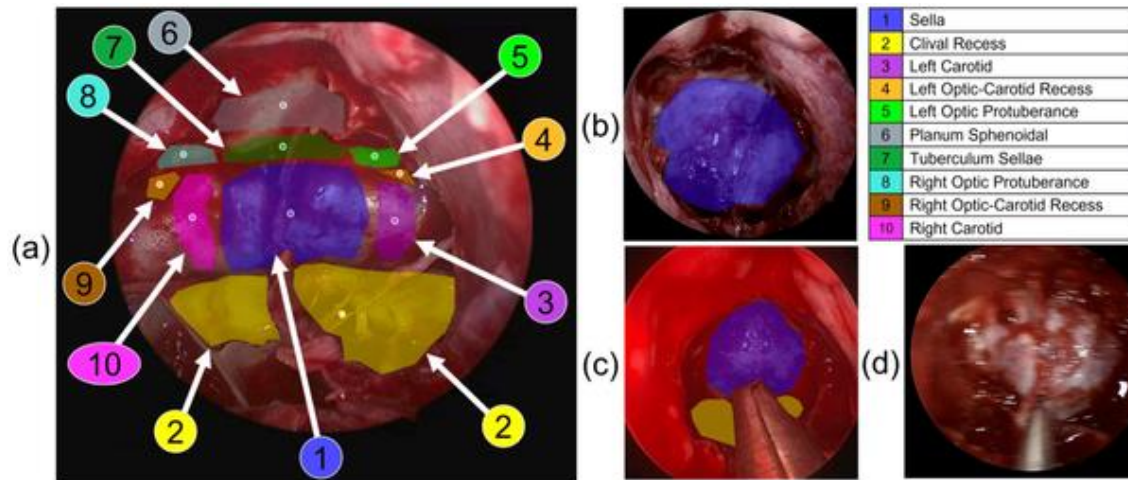 (a)
6
7
5
8
4
9
3
10
2
2
1
(b)
(c)
(d)
1 Sella
2 Clival Recess
3 Left Carotid
4 Left Optic-Carotid Recess
5 Left Optic Protuberance
6 Planum Sphenoidal
7 Tuberculum Sellae
8 Right Optic Protuberance
9 Right Optic-Carotid Recess
10 Right Carotid